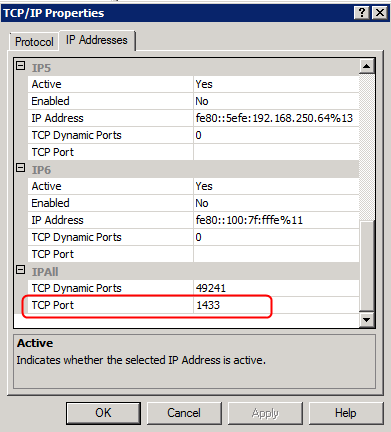 TCP/IP Properties
Protocol IP Addresses
IP5
Active Yes
Enabled No
IP Address fe80::5efe:192.168.250.64%13
TCP Dynamic Ports 0
TCP Port
IP6
Active Yes
Enabled No
IP Address fe80::100:7f:fffe%11
TCP Dynamic Ports 0
TCP Port
IPAll
TCP Dynamic Ports 49241
TCP Port 1433
Active
Indicates whether the selected IP Address is active.
OK Cancel Apply Help